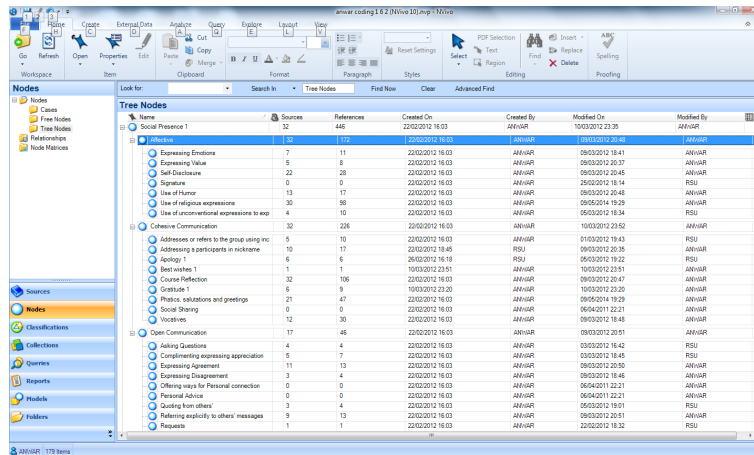 anwar coding 1 6 2 (NVivo 10).nvp - NVivo
1 2 3
Home Create External Data Analyze Query Explore Layout View
F H C D A Q E L V
Go Refresh Open Properties Edit Paste Cut Copy Merge
B I U A
Reset Settings
Select PDF Selection Text Region Find Insert Replace Delete
ABC Spelling
Workspace Item Clipboard Format Paragraph Styles Editing Proofing
Nodes
Look for: Search In Tree Nodes Find Now Clear Advanced Find
Nodes
Cases
Free Nodes
Tree Nodes
Relationships
Node Matrices
Sources
Nodes
Classifications
Collections
Queries
Reports
Models
Folders
Tree Nodes
Name Sources References Created On Created By Modified On Modified By
Social Presence 1 32 446 22/02/2012 16:03 ANWAR 10/03/2012 23:35 ANWAR
Affective 32 172 22/02/2012 16:03 ANWAR 09/03/2012 20:48 ANWAR
Expressing Emotions 7 11 22/02/2012 16:03 ANWAR 09/03/2012 18:41 ANWAR
Expressing Value 5 8 22/02/2012 16:03 ANWAR 09/03/2012 20:37 ANWAR
Self-Disclosure 22 28 22/02/2012 16:03 ANWAR 09/03/2012 20:45 ANWAR
Signature 0 0 22/02/2012 16:03 ANWAR 25/02/2012 18:14 RSU
Use of Humor 13 17 22/02/2012 16:03 ANWAR 09/03/2012 20:48 ANWAR
Use of religious expressions 30 98 22/02/2012 16:03 ANWAR 09/05/2014 19:29 ANWAR
Use of unconventional expressions to exp 4 10 22/02/2012 16:03 ANWAR 05/03/2012 18:34 RSU
Cohesive Communication 32 226 22/02/2012 16:03 ANWAR 10/03/2012 23:52 ANWAR
Addresses or refers to the group using inc 5 10 22/02/2012 16:03 ANWAR 01/03/2012 19:43 RSU
Addressing a participants in nickname 10 17 22/02/2012 18:45 RSU 09/03/2012 20:35 ANWAR
Apology 1 6 6 26/02/2012 16:18 RSU 05/03/2012 19:22 RSU
Best wishes 1 1 1 10/03/2012 23:51 ANWAR 10/03/2012 23:51 ANWAR
Course Reflection 32 106 22/02/2012 16:03 ANWAR 09/03/2012 20:47 ANWAR
Gratitude 1 6 9 10/03/2012 23:20 ANWAR 10/03/2012 23:20 ANWAR
Phatics, salutations and greetings 21 47 22/02/2012 16:03 ANWAR 09/05/2014 19:29 ANWAR
Social Sharing 0 0 22/02/2012 16:03 ANWAR 06/04/2011 22:21 ANWAR
Vocatives 12 30 22/02/2012 16:03 ANWAR 09/03/2012 18:48 ANWAR
Open Communication 17 46 22/02/2012 16:03 ANWAR 09/03/2012 20:51 ANWAR
Asking Questions 4 4 22/02/2012 16:03 ANWAR 03/03/2012 16:42 RSU
Complimenting expressing appreciation 5 7 22/02/2012 16:03 ANWAR 03/03/2012 18:45 RSU
Expressing Agreement 11 13 22/02/2012 16:03 ANWAR 09/03/2012 20:50 ANWAR
Expressing Disagreement 3 4 22/02/2012 16:03 ANWAR 09/03/2012 18:46 ANWAR
Offering ways for Personal connection 0 0 22/02/2012 16:03 ANWAR 06/04/2011 22:21 ANWAR
Personal Advice 0 0 22/02/2012 16:03 ANWAR 06/04/2011 22:21 ANWAR
Quoting from others' 3 4 22/02/2012 16:03 ANWAR 05/03/2012 19:01 RSU
Referring explicitly to others' messages 9 13 22/02/2012 16:03 ANWAR 09/03/2012 20:51 ANWAR
Requests 1 1 22/02/2012 16:03 ANWAR 22/02/2012 18:32 RSU
ANWAR 179 Items